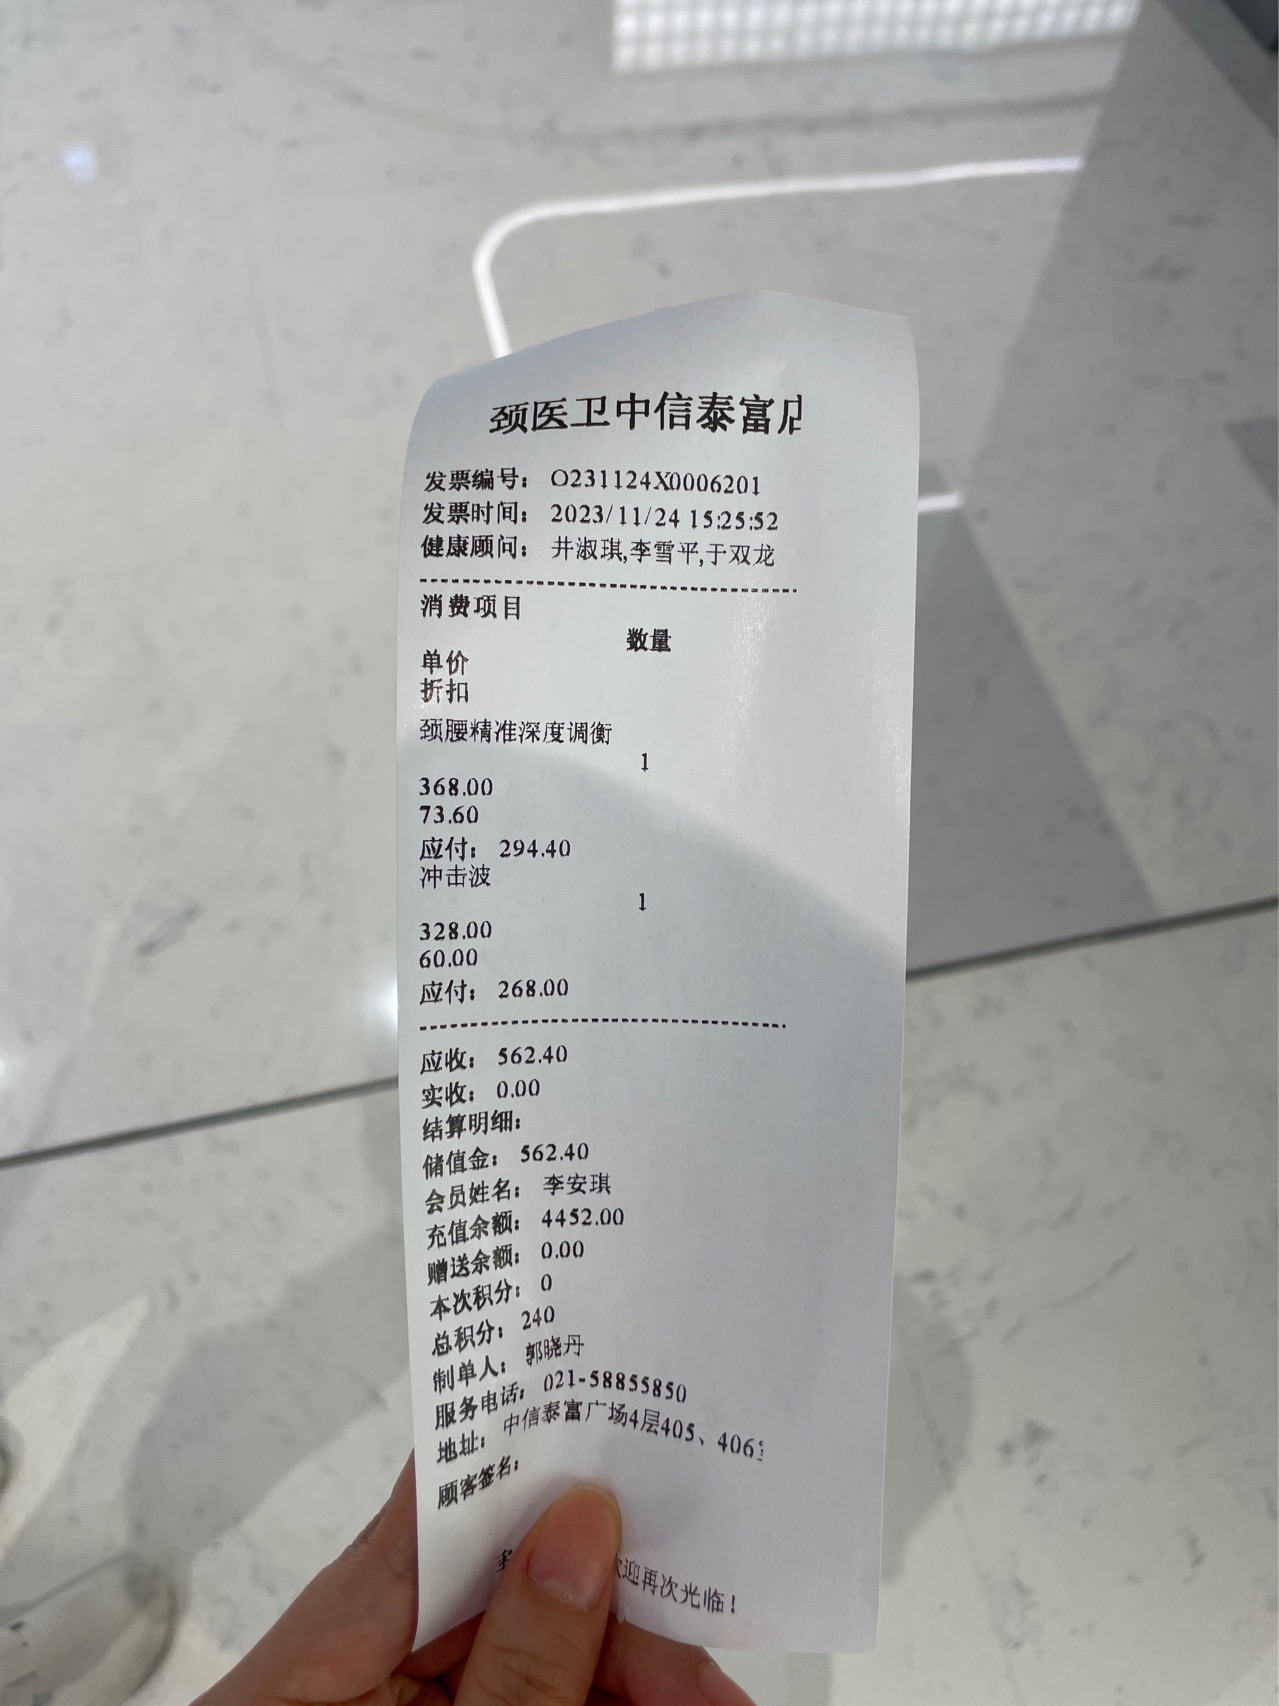 颈医卫中信泰富店
发票编号： O231124X0006201
发票时间： 2023/11/24 15:25:52
健康顾问： 井淑琪,李雪平,于双龙
消费项目
数量
单价
折扣
颈腰精准深度调衡
1
368.00
73.60
应付： 294.40
冲击波
1
328.00
60.00
应付： 268.00
应收： 562.40
实收： 0.00
结算明细：
储值金： 562.40
会员姓名： 李安琪
充值余额： 4452.00
赠送余额： 0.00
本次积分： 0
总积分： 240
制单人： 郭晓丹
服务电话： 021-58855850
地址： 中信泰富广场4层405、406
顾客签名：
迎再次光临！